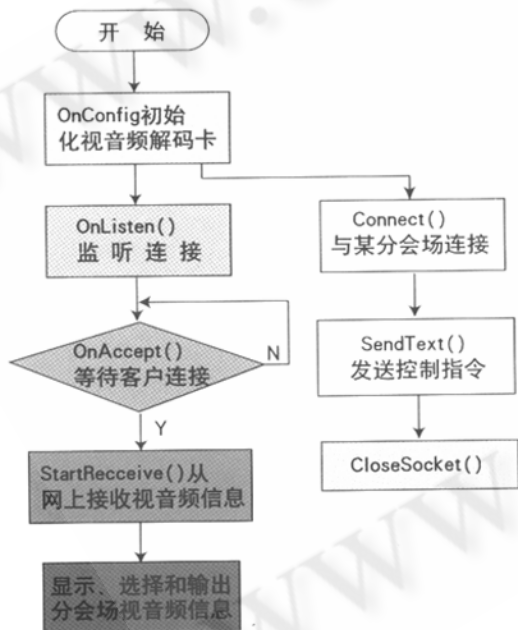 开 始
OnConfig初始
化视音频解码卡
OnListen()
监 听 连 接
Connect()
与某分会场连接
OnAccept()
等待客户连接
N
Y
SendText()
发送控制指令
StartRecceive()从
网上接收视音频信息
CloseSocket()
显示、选择和输出
分会场视音频信息